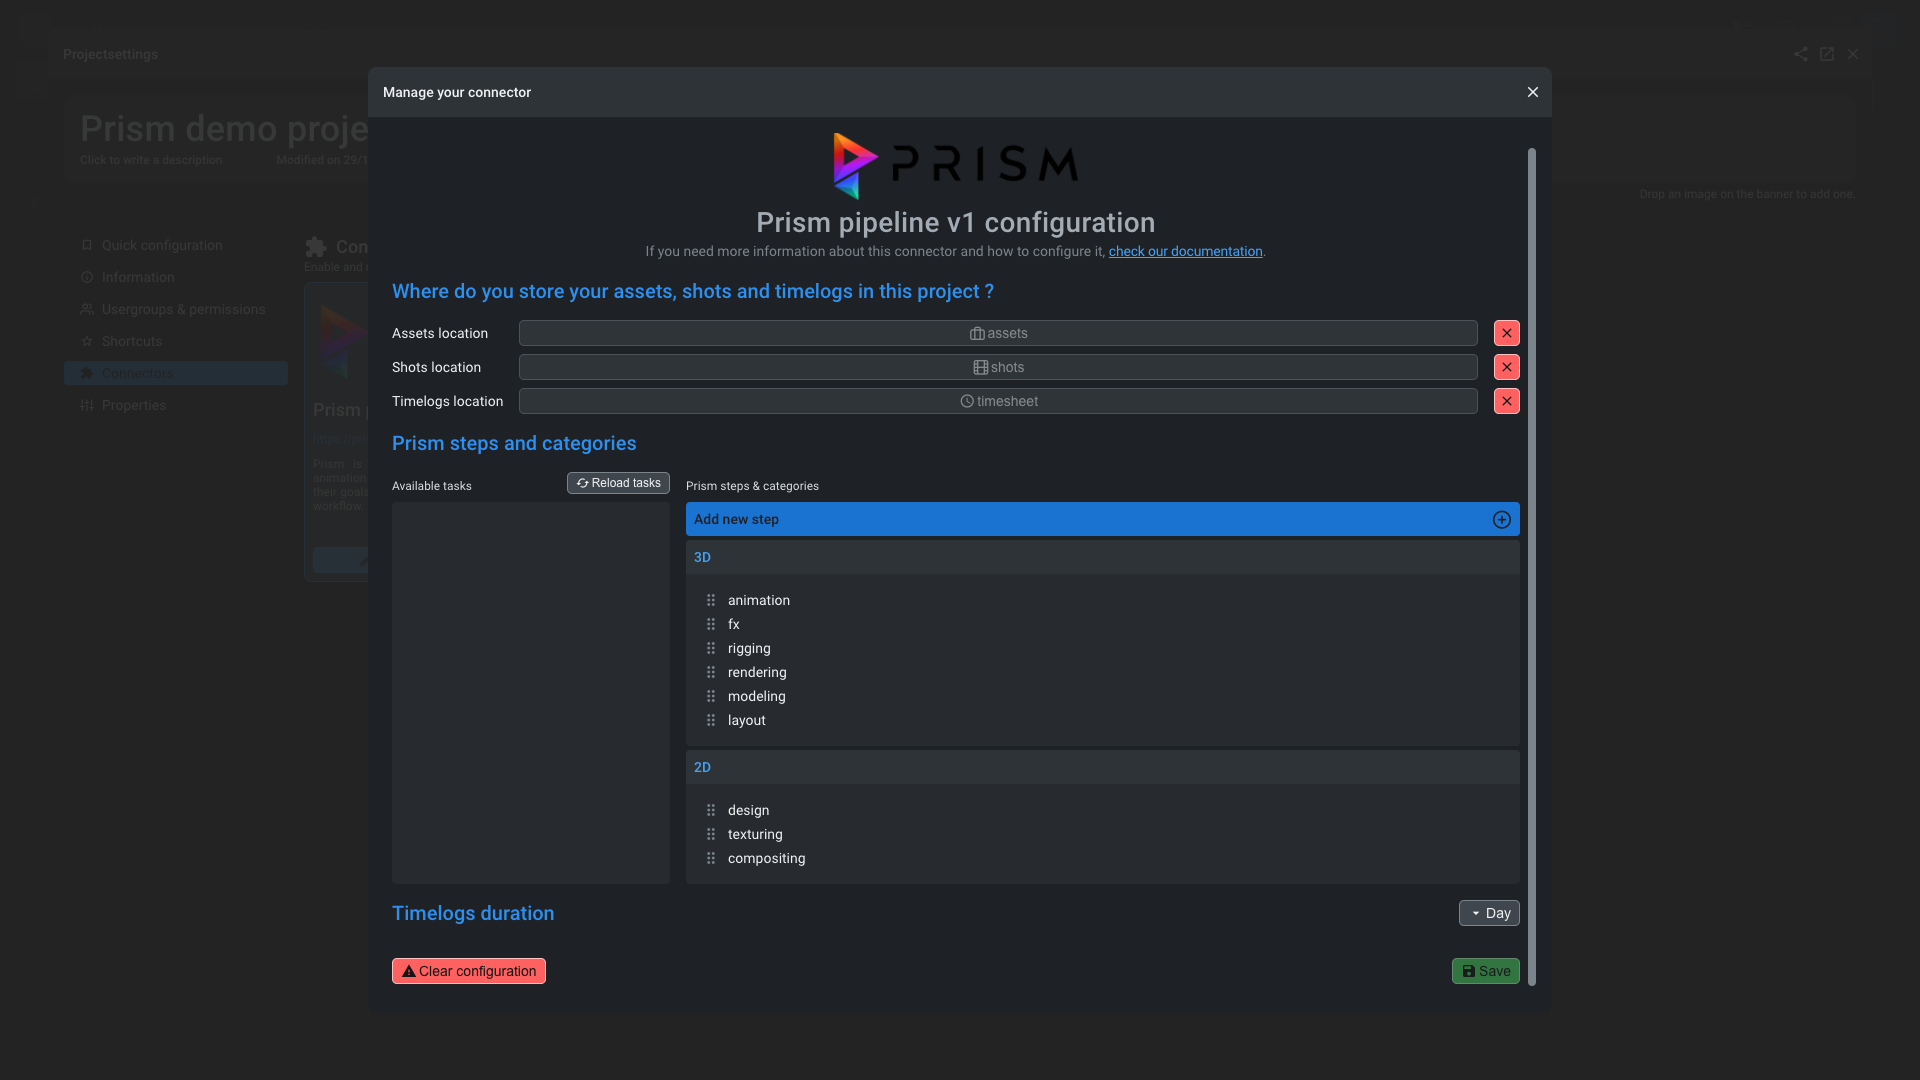 Projectsettings
Manage your connector
Prism demo proje
Click to write a description
Modified on 29/1
PRISM
Drop an image on the banner to add one.
Prism pipeline v1 configuration
If you need more information about this connector and how to configure it, check our documentation.
Quick configuration
Information
Usergroups & permissions
Shortcuts
Connectors
Properties
Con
Enable and
Prism
Prism is
animation
their goals
workflow.
Where do you store your assets, shots and timelogs in this project ?
Assets location
assets
Shots location
shots
Timelogs location
timesheet
Prism steps and categories
Available tasks
Reload tasks
Prism steps & categories
Add new step
3D
animation
fx
rigging
rendering
modeling
layout
2D
design
texturing
compositing
Timelogs duration
Day
Clear configuration
Save